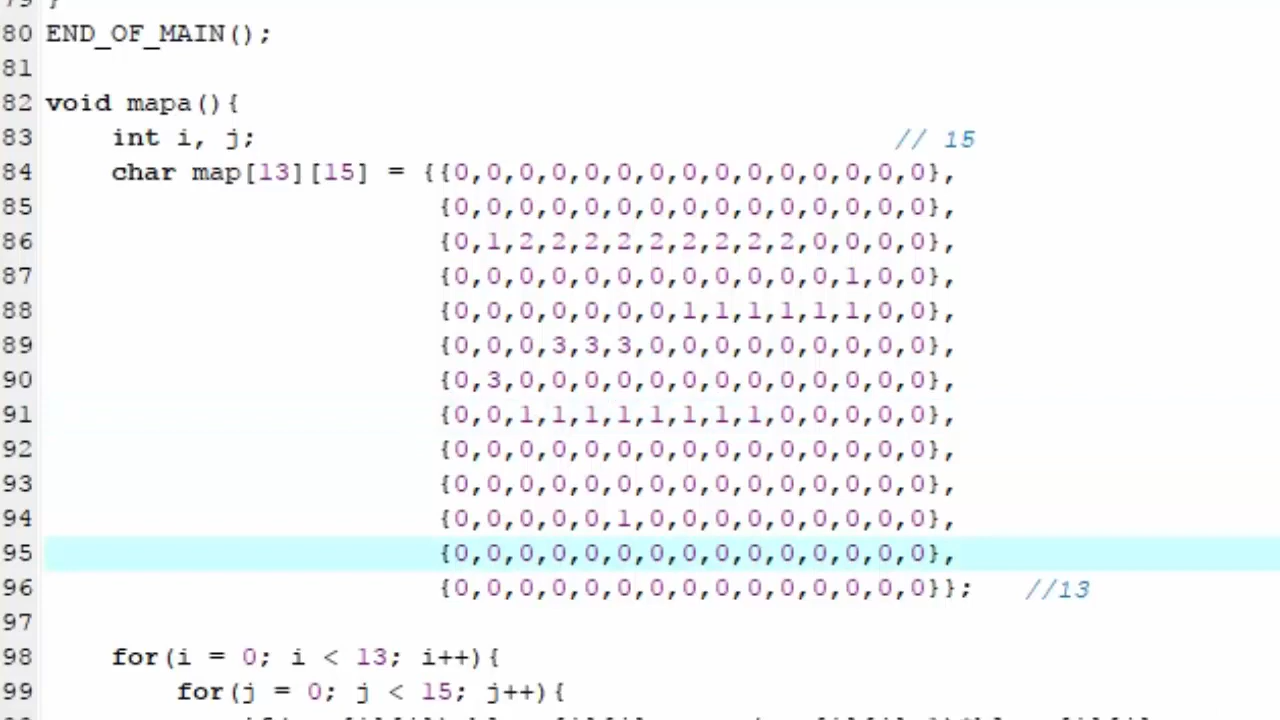 79 }
80 END_OF_MAIN();
81
82 void mapa(){
83 int i, j; // 15
84 char map[13][15] = {{0,0,0,0,0,0,0,0,0,0,0,0,0,0,0},
85 {0,0,0,0,0,0,0,0,0,0,0,0,0,0,0},
86 {0,1,2,2,2,2,2,2,2,2,2,0,0,0,0},
87 {0,0,0,0,0,0,0,0,0,0,0,0,1,0,0},
88 {0,0,0,0,0,0,0,1,1,1,1,1,1,0,0},
89 {0,0,0,3,3,3,0,0,0,0,0,0,0,0,0},
90 {0,3,0,0,0,0,0,0,0,0,0,0,0,0,0},
91 {0,0,1,1,1,1,1,1,1,1,0,0,0,0,0},
92 {0,0,0,0,0,0,0,0,0,0,0,0,0,0,0},
93 {0,0,0,0,0,0,0,0,0,0,0,0,0,0,0},
94 {0,0,0,0,0,1,0,0,0,0,0,0,0,0,0},
95 {0,0,0,0,0,0,0,0,0,0,0,0,0,0,0},
96 {0,0,0,0,0,0,0,0,0,0,0,0,0,0,0}}; //13
97
98 for(i = 0; i < 13; i++){
99 for(j = 0; j < 15; j++){